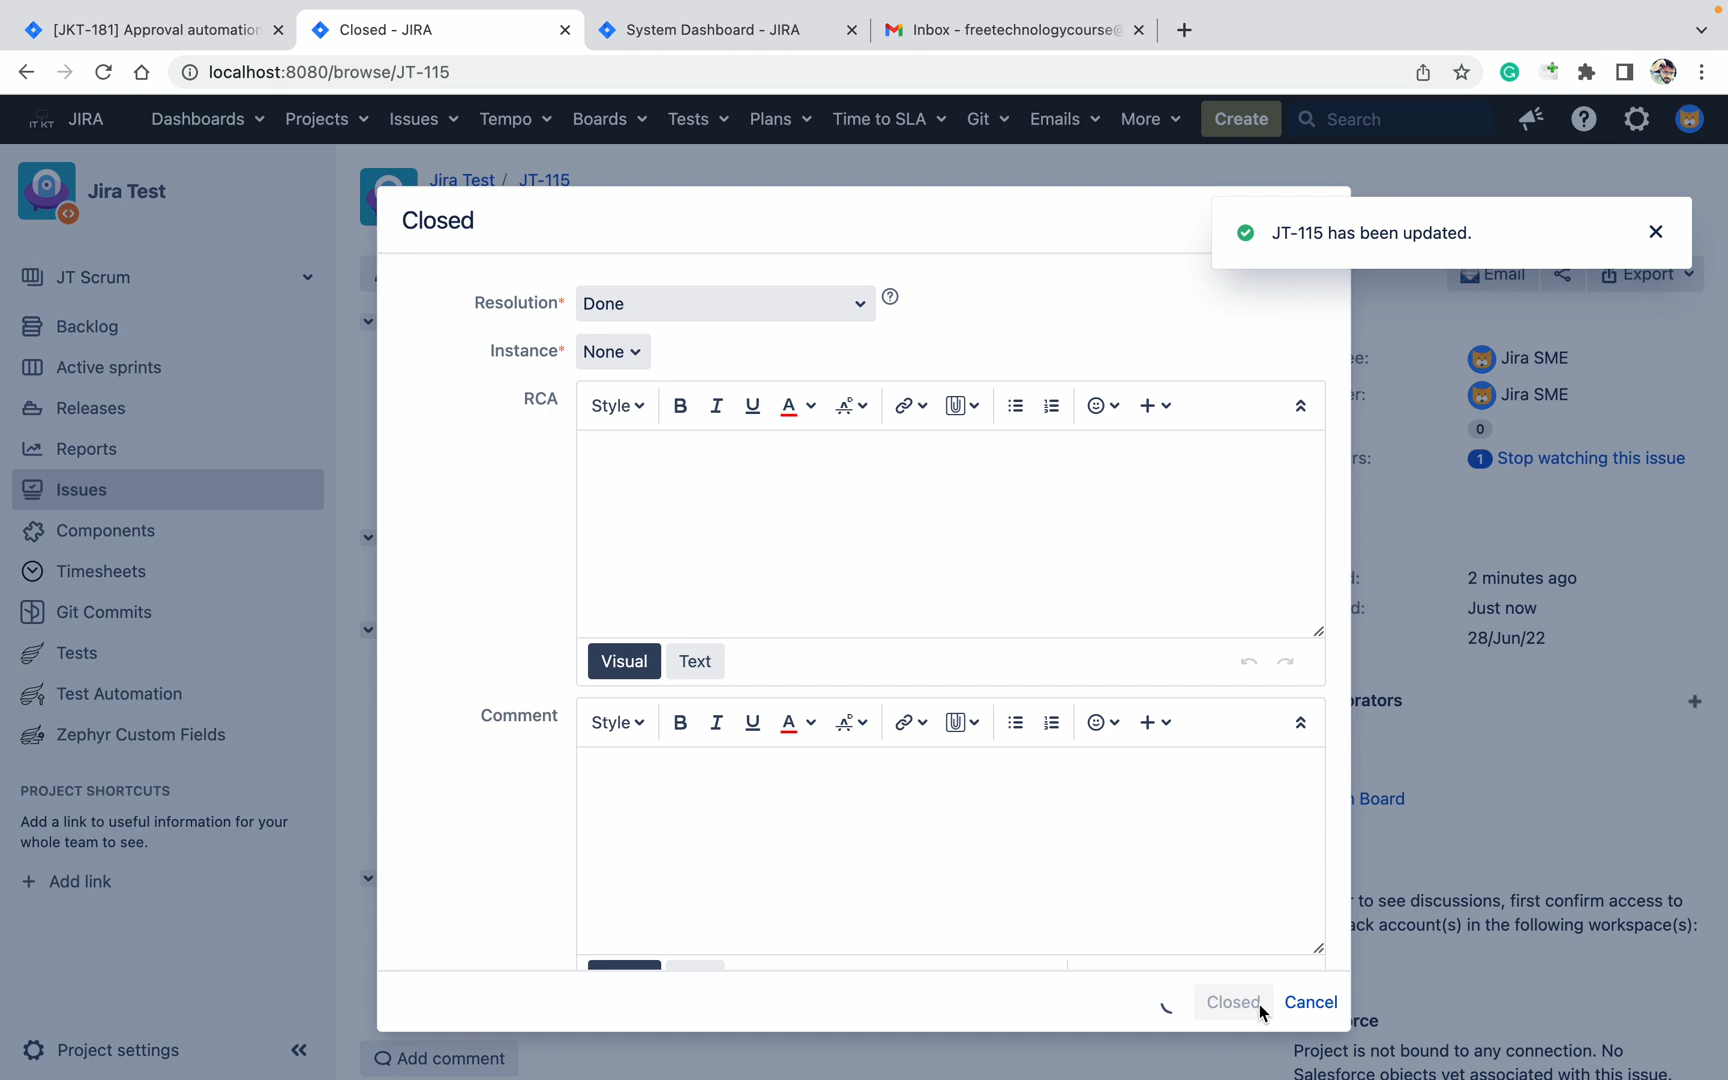 [JKT-181] Approval automation
Closed - JIRA
System Dashboard - JIRA
Inbox - freetechnologycourse@
localhost:8080/browse/JT-115
IT KT JIRA Dashboards Projects Issues Tempo Boards Tests Plans Time to SLA Git Emails More Create Search
Jira Test
Jira Test / JT-115
JT Scrum
Backlog
Active sprints
Releases
Reports
Issues
Components
Timesheets
Git Commits
Tests
Test Automation
Zephyr Custom Fields
PROJECT SHORTCUTS
Add a link to useful information for your
whole team to see.
+ Add link
Project settings
Closed
JT-115 has been updated.
Email Export
Resolution* Done
Instance* None
RCA
Style B I U A
Visual Text
Comment
Style B I U A
Closed Cancel
Add comment
ee: Jira SME
er: Jira SME
0
rs: 1 Stop watching this issue
d: 2 minutes ago
d: Just now
28/Jun/22
orators
Board
to see discussions, first confirm access to
ack account(s) in the following workspace(s):
rce
Project is not bound to any connection. No
Salesforce objects yet associated with this issue.